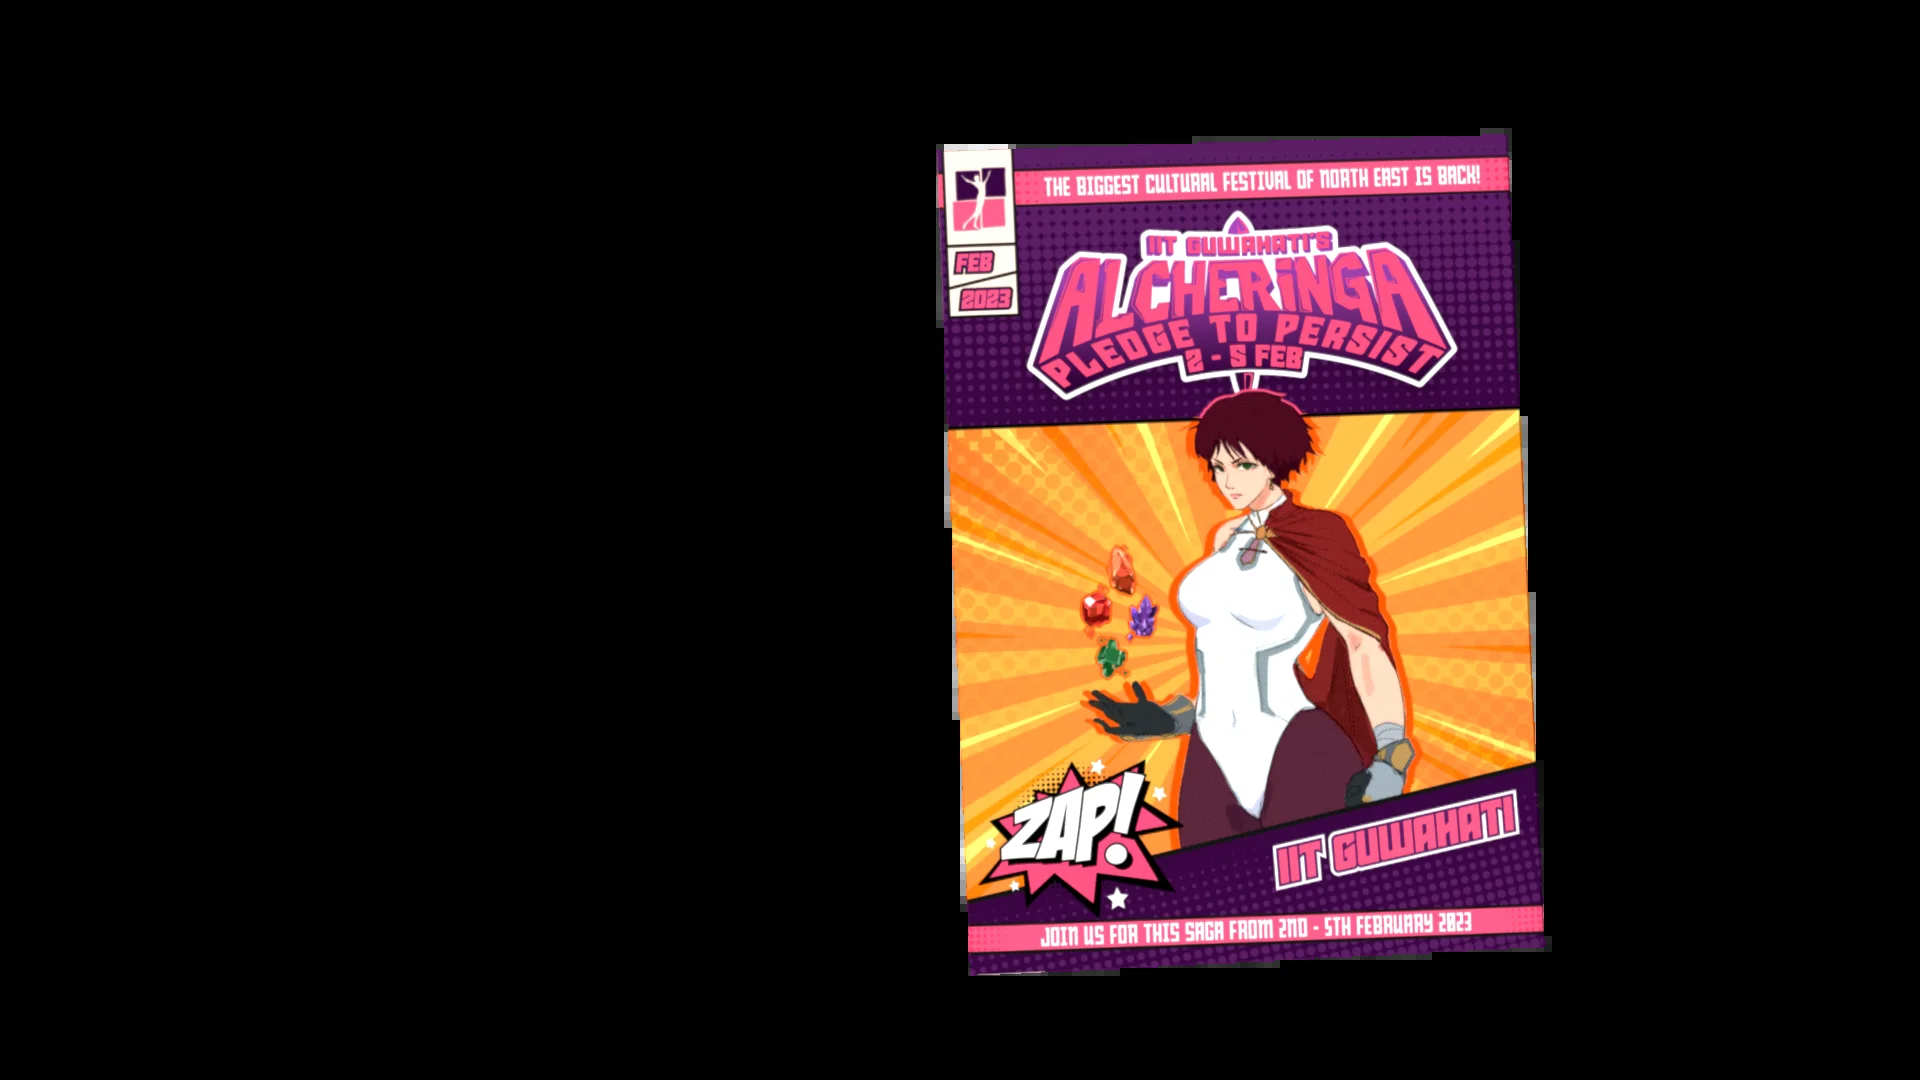 THE BIGGEST CULTURAL FESTIVAL OF NORTH EAST IS BACK!
FEB
2023
IIT GUWAHATI'S
ALCHERINGA
PLEDGE TO PERSIST
2 - 5 FEB
ZAP!
IIT GUWAHATI
JOIN US FOR THIS SAGA FROM 2ND - 5TH FEBRUARY 2023